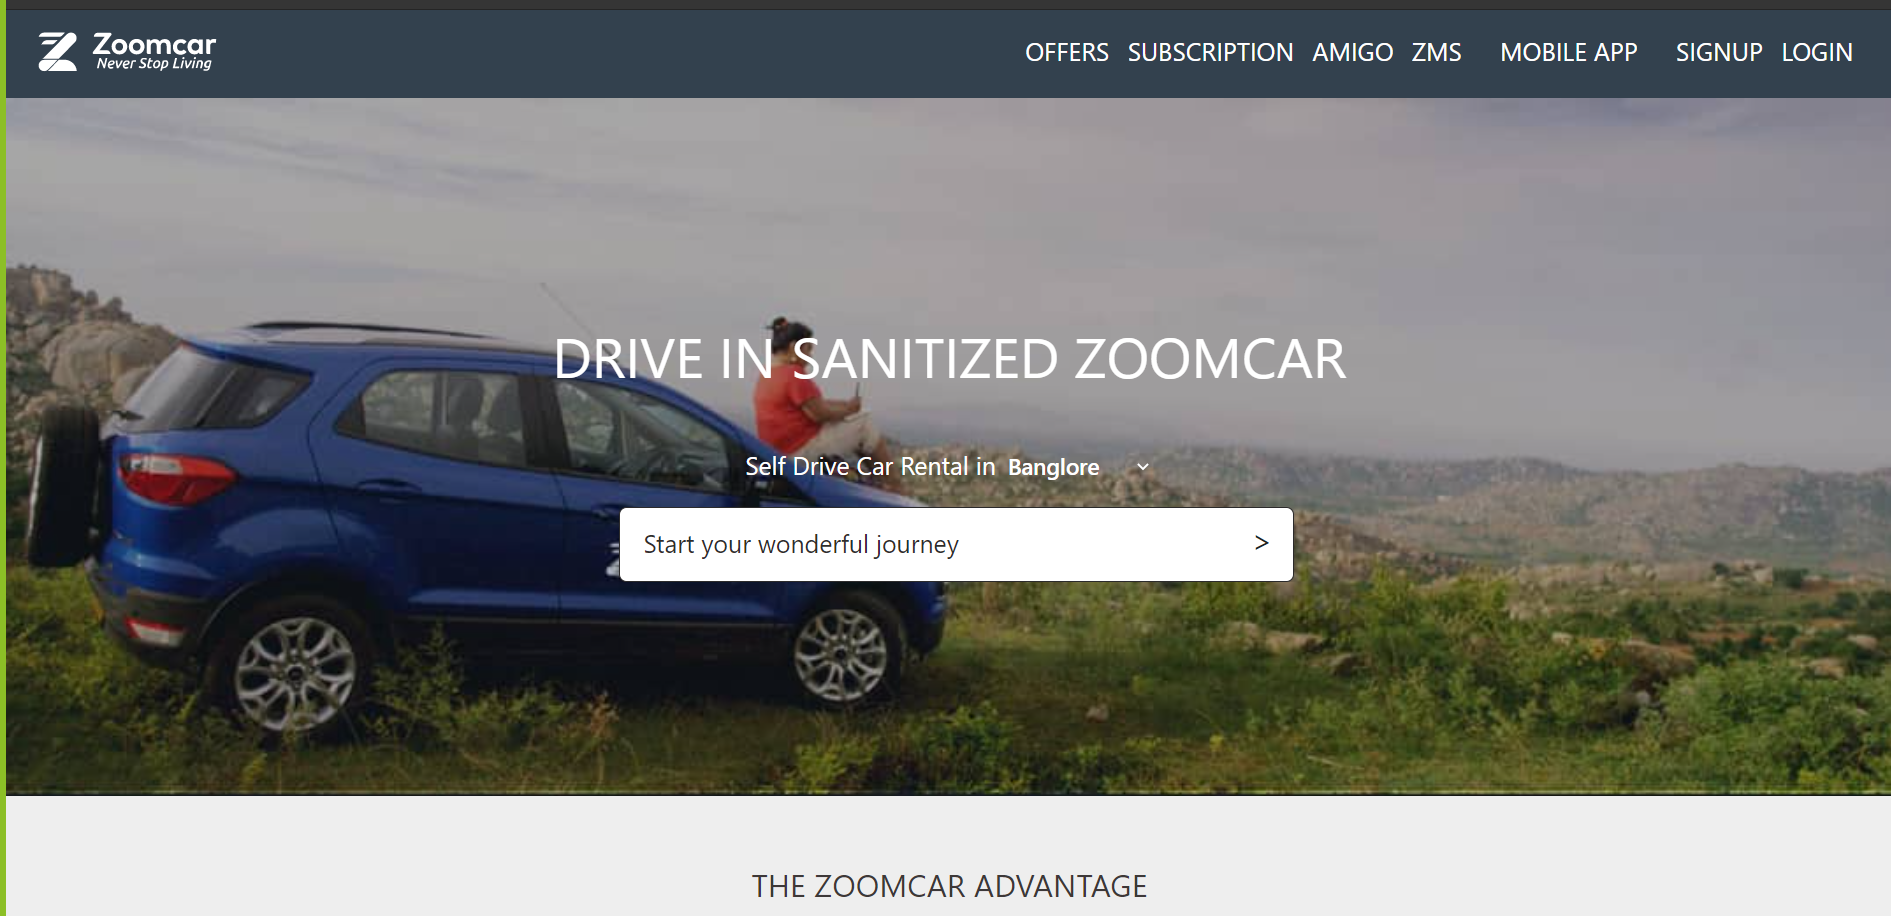 Zoomcar
Never Stop Living
OFFERS SUBSCRIPTION AMIGO ZMS MOBILE APP SIGNUP LOGIN
DRIVE IN SANITIZED ZOOMCAR
Self Drive Car Rental in Banglore
Start your wonderful journey >
THE ZOOMCAR ADVANTAGE